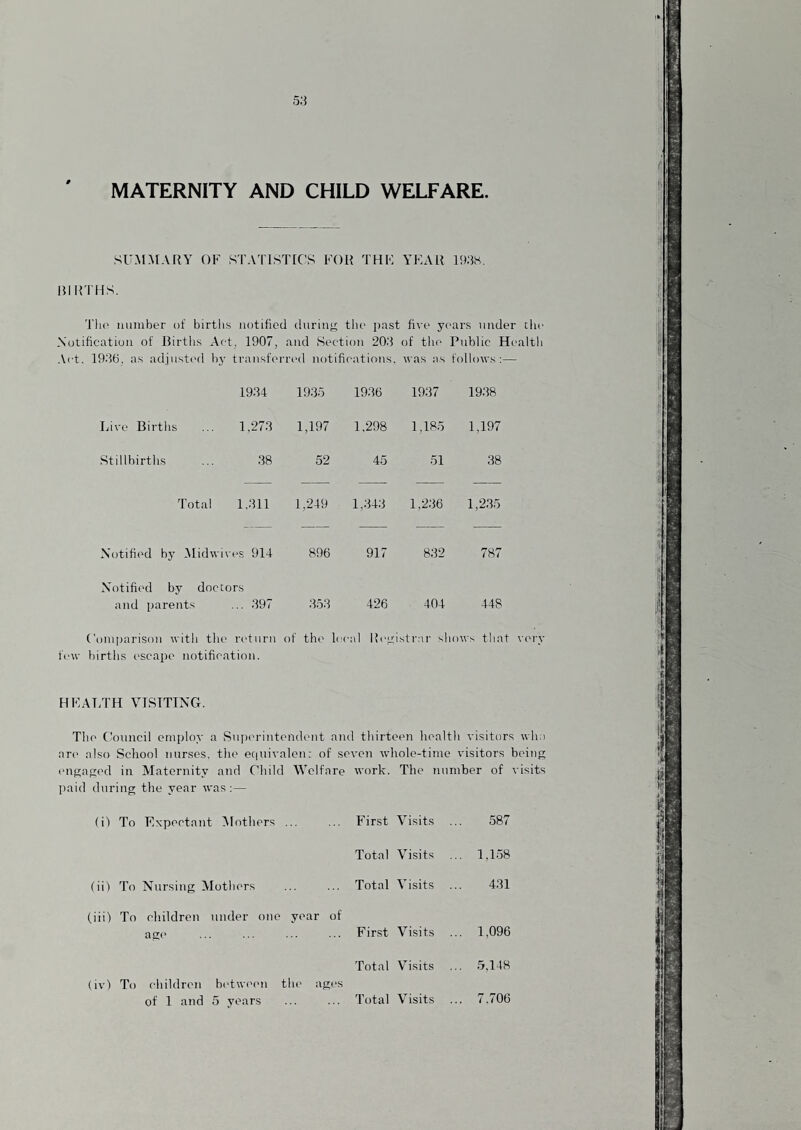 53
MATERNITY AND CHILD WELFARE.
SUMMARY OF STATISTICS FOR THE YEAR 1938.
BIRTHS.
The number of births notified during the past five years under the
Notification of Births Act, 1907, and Section 203 of the Public Health
Act, 1936, as adjusted by transferred notifications, was as follows:—
1934 1935 1936 1937 1938
Live Births ... 1,273 1,197 1,298 1,185 1,197
Stillbirths ... 38 52 45 51 38
Total 1,311 1,249 1,343 1,236 1,235
Notified by Midwives 914 896 917 832 787
Notified by doctors
and parents ... 397 353 426 404 448
Comparison with the return of the local Registrar shows that very
few births escape notification.
HEALTH VISITING.
The Council employ a Superintendent and thirteen health visitors who
are also School nurses, the equivalent of seven whole-time visitors being
engaged in Maternity and Child Welfare work. The number of visits
paid during the year was:—
(i) To Expectant Mothers ... ... First Visits ... 587
Total Visits ... 1,158
(ii) To Nursing Mothers ... ... Total Visits ... 431
(iii) To children under one year of
age ... ... ... ... First Visits ... 1,096
Total Visits ... 5,148
(iv) To children between the ages
of 1 and 5 years ... ... Total Visits ... 7,706